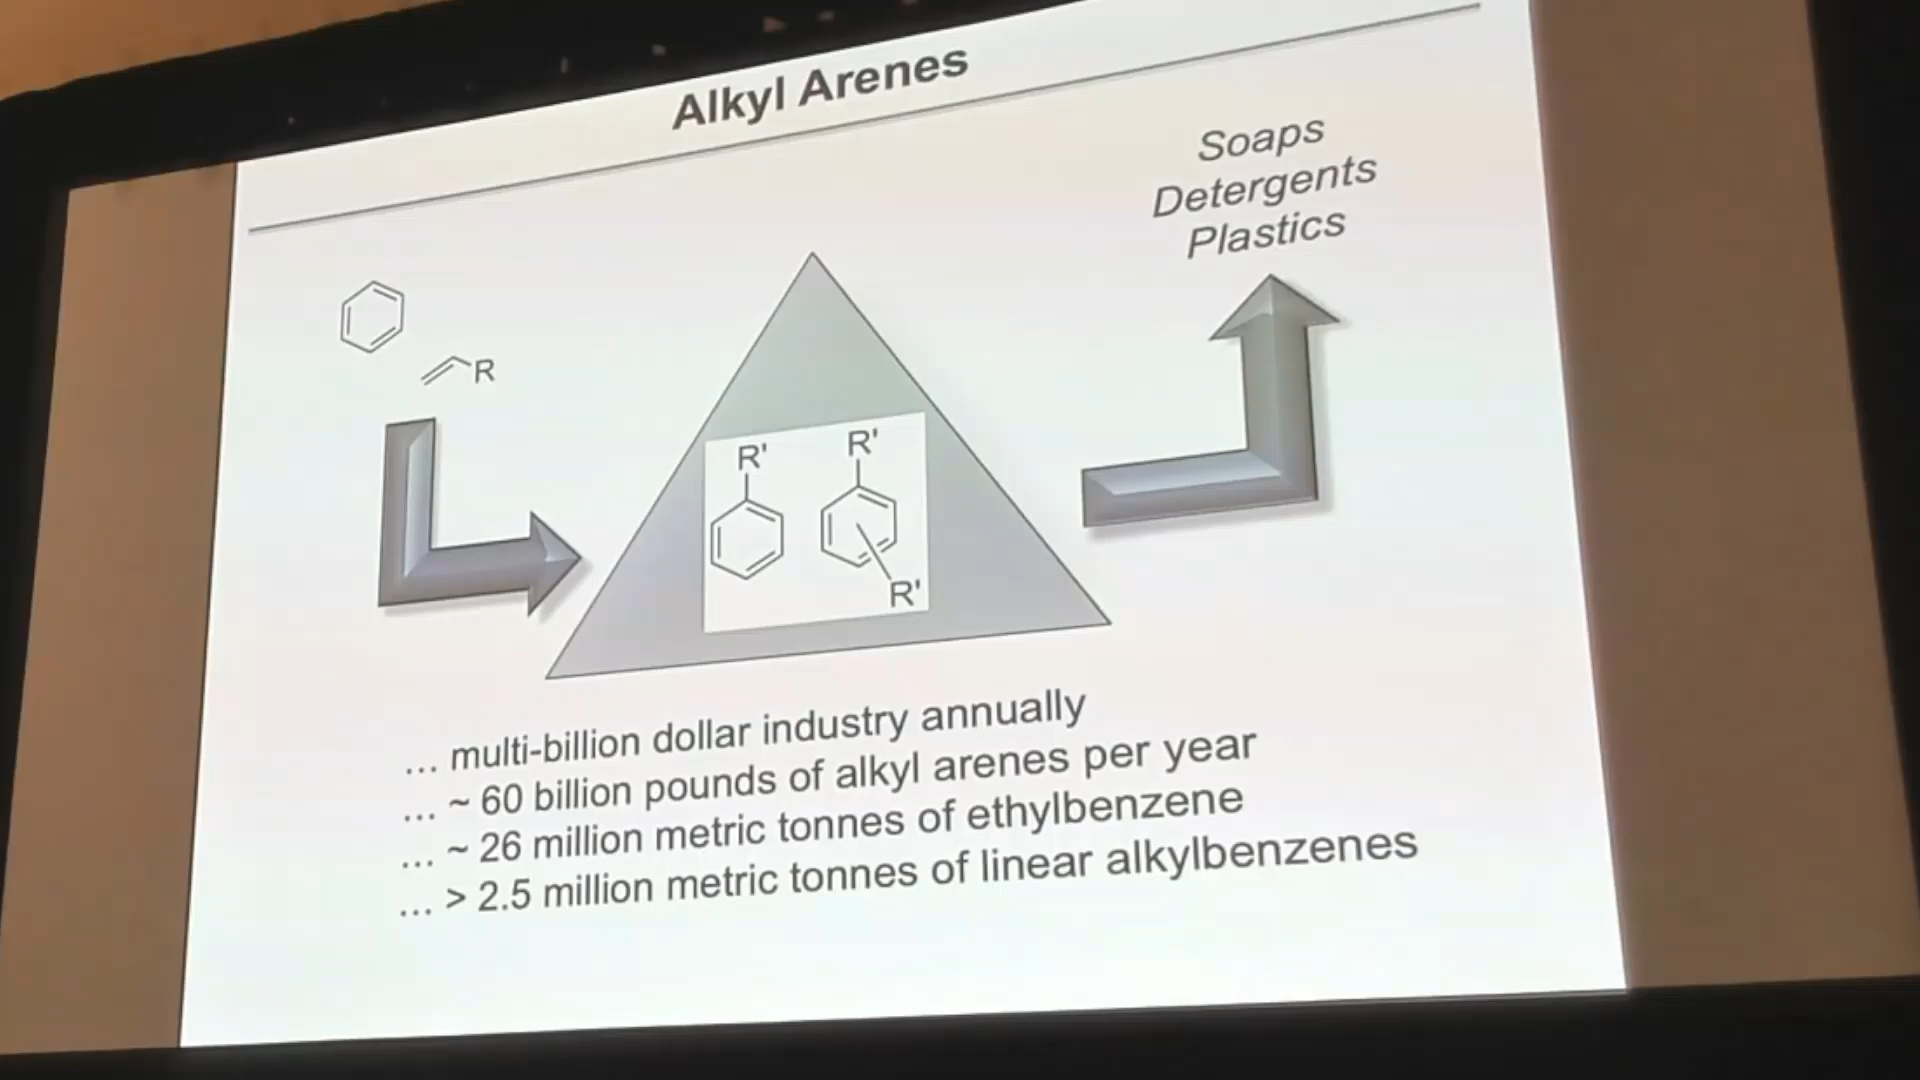 Alkyl Arenes
Soaps
Detergents
Plastics
R
R'
R'
R'
... multi-billion dollar industry annually
... ~ 60 billion pounds of alkyl arenes per year
... ~ 26 million metric tonnes of ethylbenzene
... > 2.5 million metric tonnes of linear alkylbenzenes